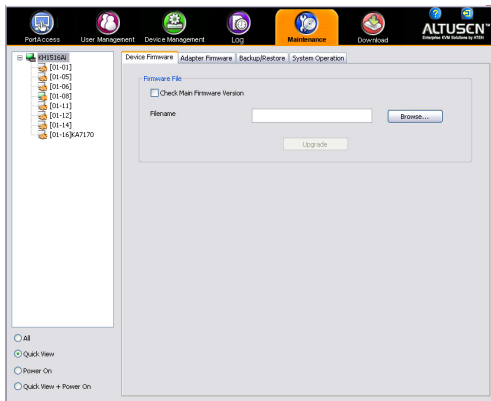 PortAccess User Management Device Management Log Maintenance Download
ALTUSEN™
Enterprise KVM Solutions by ATEN
KH1516Ai
[01-01]
[01-05]
[01-06]
[01-08]
[01-11]
[01-12]
[01-14]
[01-16]KA7170
Device Firmware Adapter Firmware Backup/Restore System Operation
Firmware File
Check Main Firmware Version
Filename Browse...
Upgrade
All
Quick View
Power On
Quick View + Power On